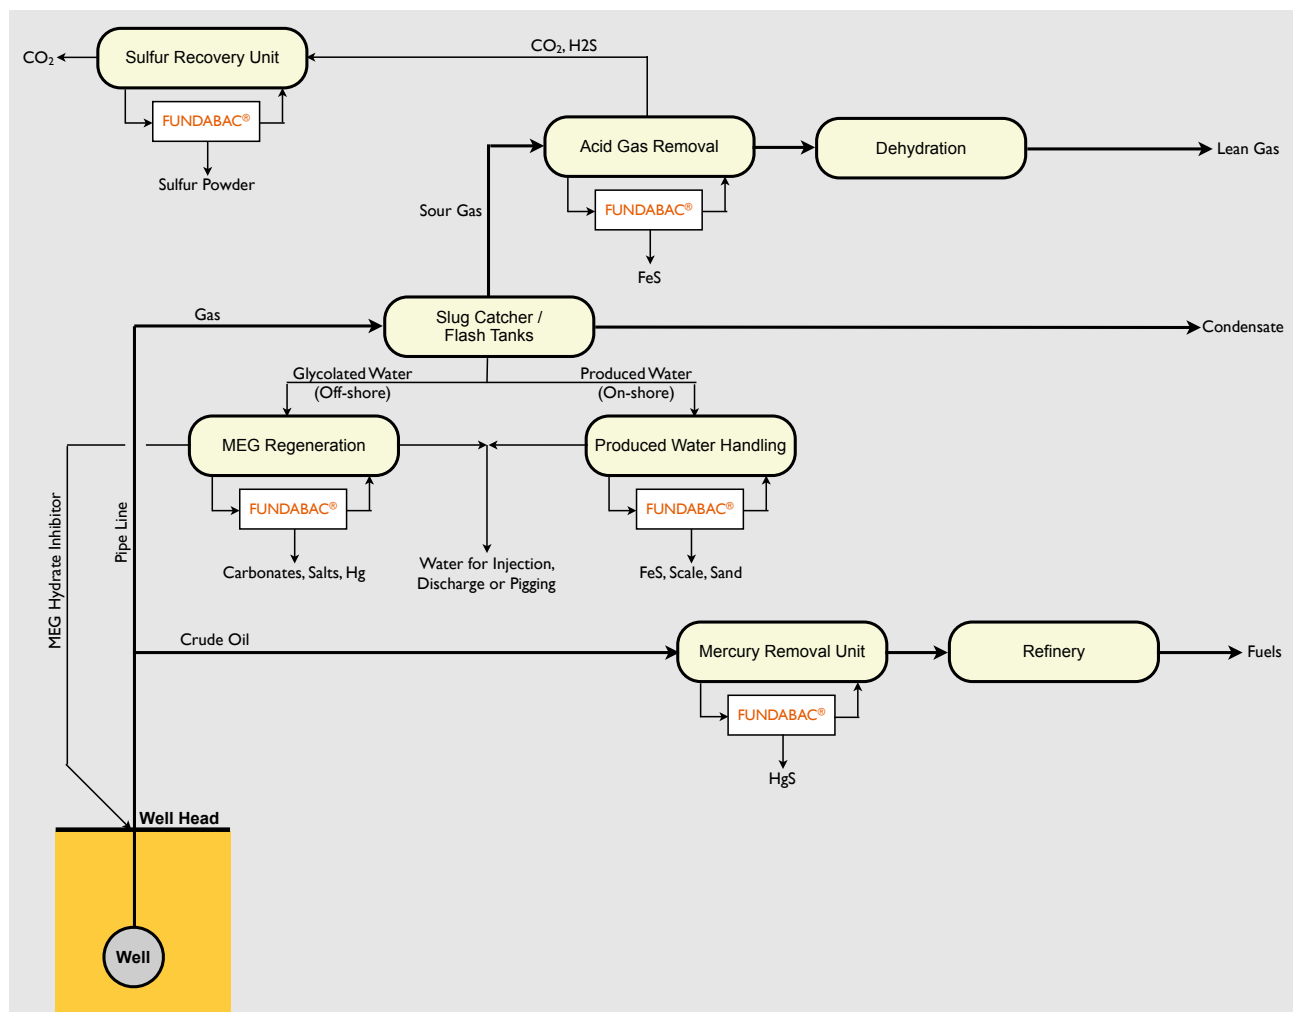 CO₂, H2S
CO₂
Sulfur Recovery Unit
FUNDABAC®
Sulfur Powder
Acid Gas Removal
Dehydration
Lean Gas
FUNDABAC®
Sour Gas
FeS
Gas
Slug Catcher /
Flash Tanks
Condensate
Glycolated Water
(Off-shore)
Produced Water
(On-shore)
MEG Regeneration
Produced Water Handling
FUNDABAC®
FUNDABAC®
MEG Hydrate Inhibitor
Pipe Line
Carbonates, Salts, Hg
Water for Injection,
Discharge or Pigging
FeS, Scale, Sand
Crude Oil
Mercury Removal Unit
Refinery
Fuels
FUNDABAC®
HgS
Well Head
Well